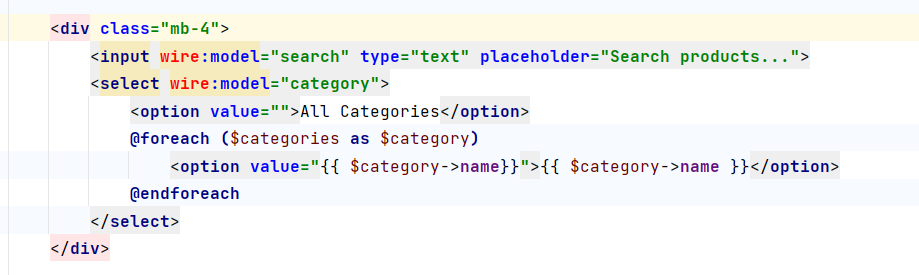 <div class="mb-4">
<input wire:model="search" type="text" placeholder="Search products...">
<select wire:model="category">
<option value="">All Categories</option>
@foreach ($categories as $category)
<option value="{{ $category->name}}">{{ $category->name }}</option>
@endforeach
</select>
</div>